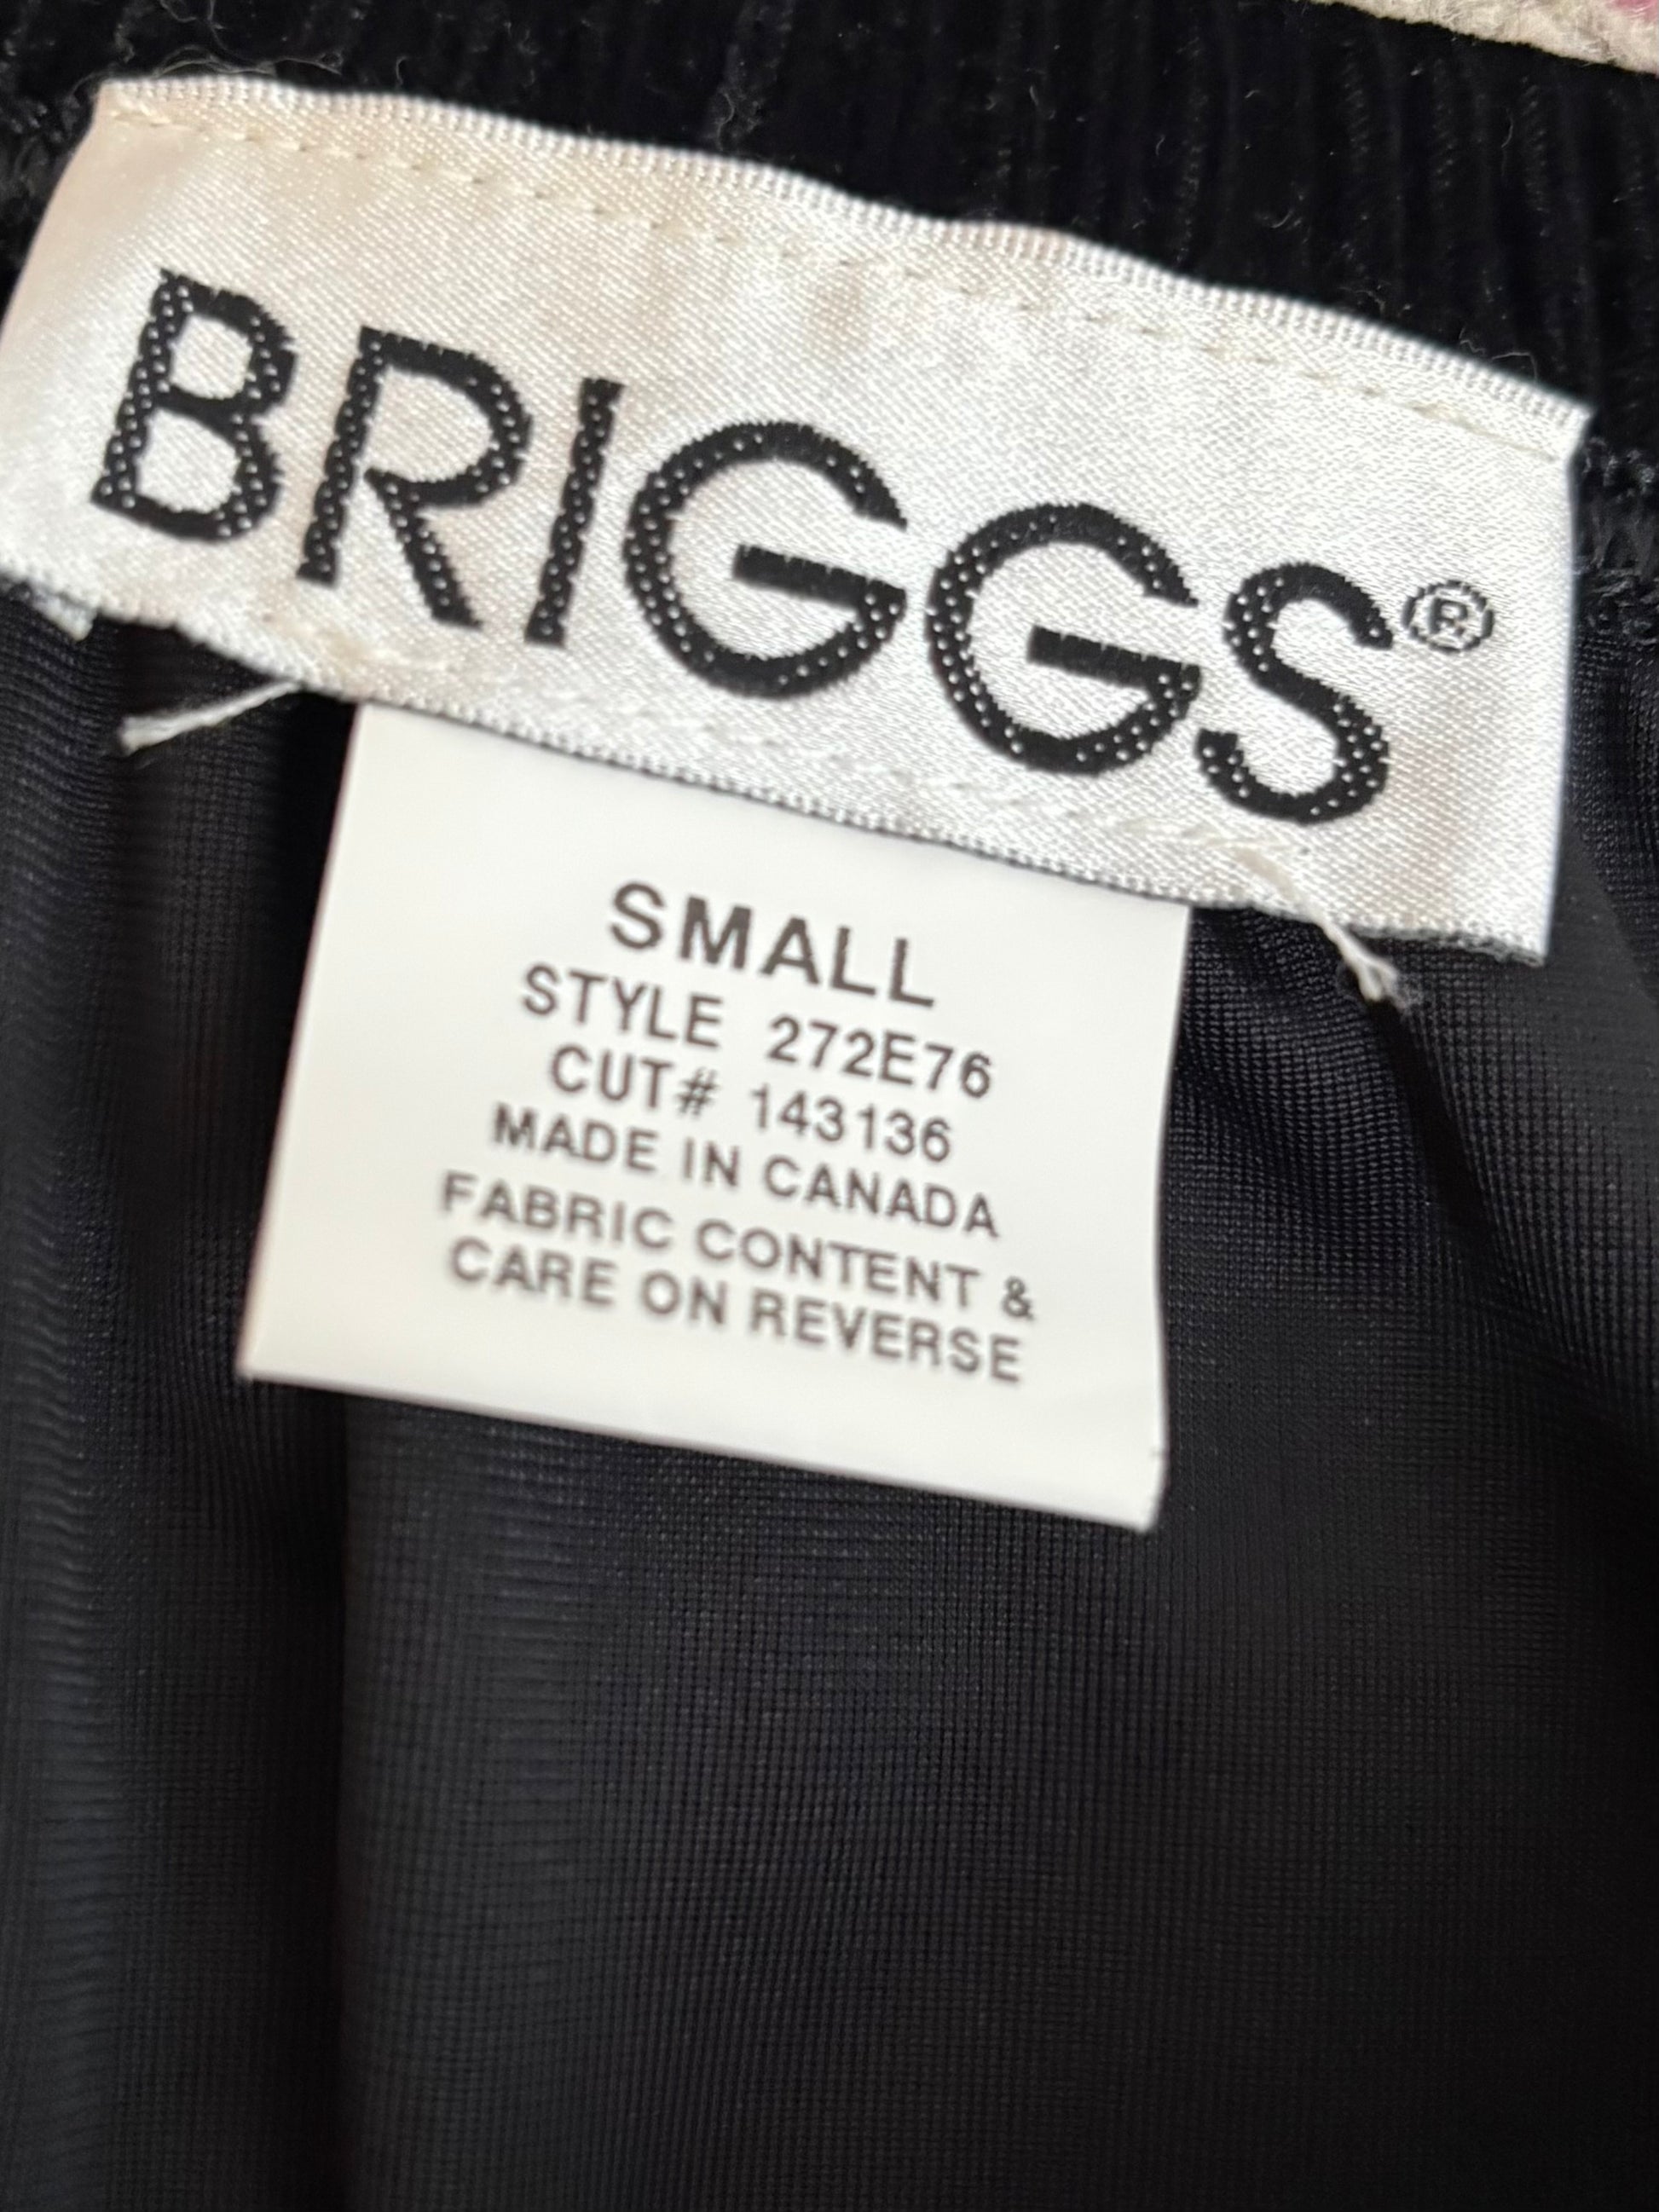 BRIGGS®
SMALL
STYLE 272E76
CUT# 143136
MADE IN CANADA
FABRIC CONTENT &
CARE ON REVERSE